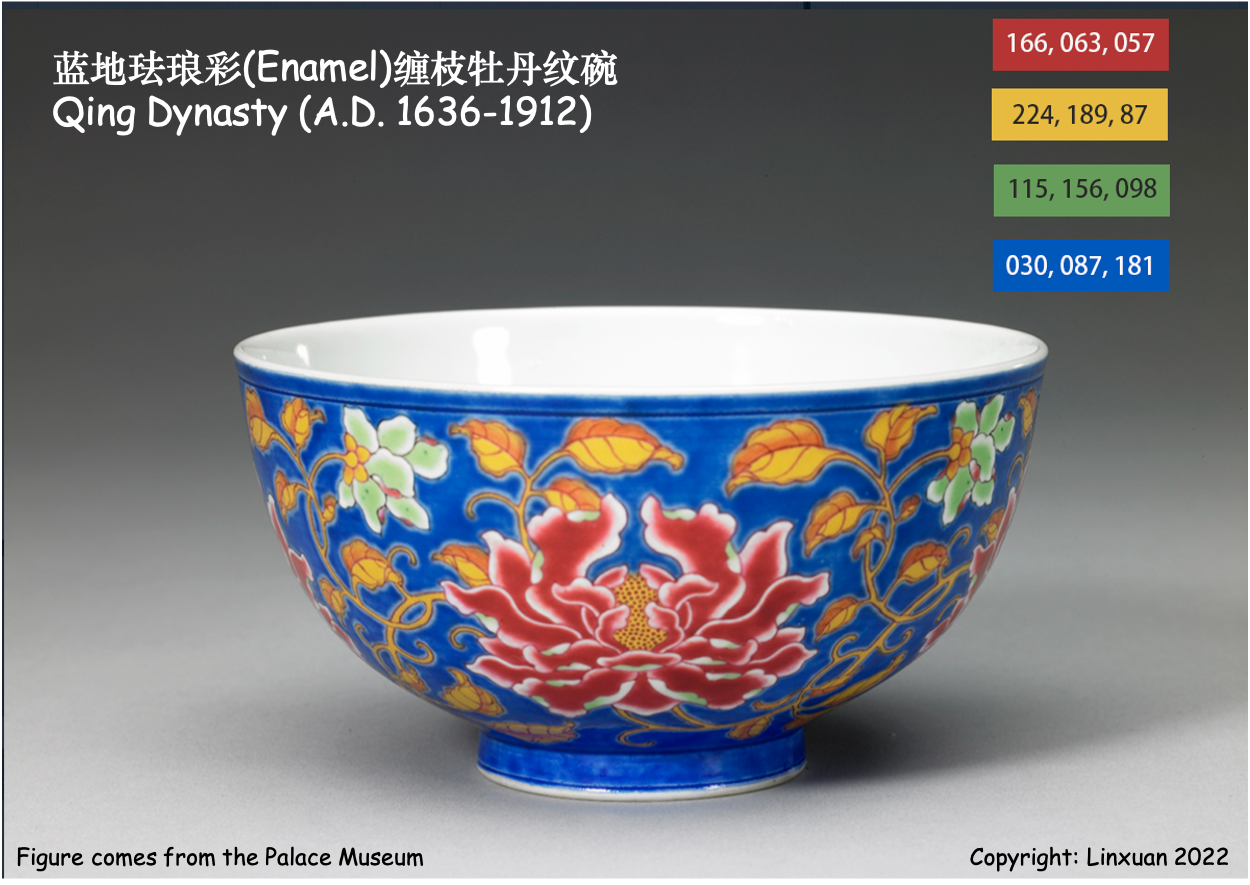 蓝地珐琅彩(Enamel)缠枝牡丹纹碗
Qing Dynasty (A.D. 1636-1912)
166, 063, 057
224, 189, 87
115, 156, 098
030, 087, 181
Figure comes from the Palace Museum
Copyright: Linxuan 2022